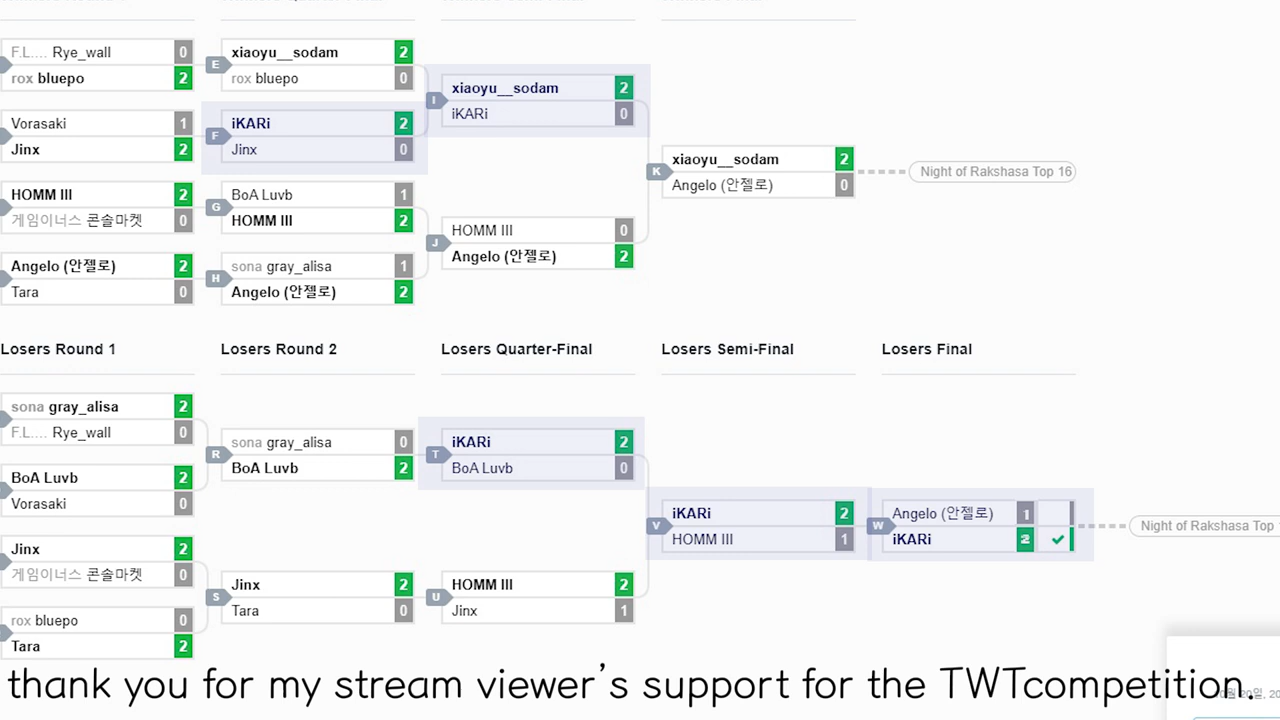 F.L.... Rye_wall 0
rox bluepo 2
Vorasaki 1
Jinx 2
HOMM III 2
게임이너스 콘솔마켓 0
Angelo (안젤로) 2
Tara 0
E
xiaoyu__sodam 2
rox bluepo 0
F
iKARi 2
Jinx 0
G
BoA Luvb 1
HOMM III 2
H
sona gray_alisa 1
Angelo (안젤로) 2
I
xiaoyu__sodam 2
iKARi 0
J
HOMM III 0
Angelo (안젤로) 2
K
xiaoyu__sodam 2
Angelo (안젤로) 0
Night of Rakshasa Top 16
Losers Round 1
Losers Round 2
Losers Quarter-Final
Losers Semi-Final
Losers Final
sona gray_alisa 2
F.L.... Rye_wall 0
BoA Luvb 2
Vorasaki 0
Jinx 2
게임이너스 콘솔마켓 0
rox bluepo 0
Tara 2
R
sona gray_alisa 0
BoA Luvb 2
S
Jinx 2
Tara 0
T
iKARi 2
BoA Luvb 0
U
HOMM III 2
Jinx 1
V
iKARi 2
HOMM III 1
W
Angelo (안젤로) 1
iKARi 2
Night of Rakshasa Top
thank you for my stream viewer's support for the TWTcompetition.